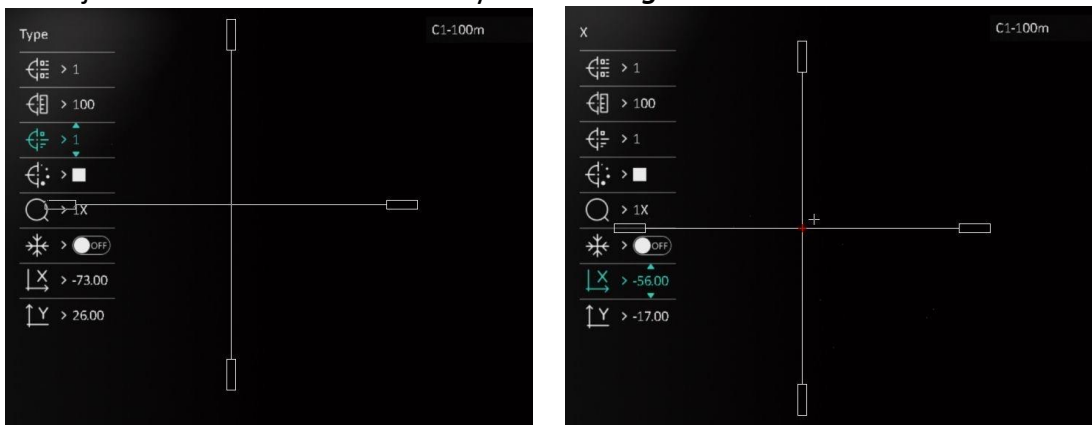 Type
C1-100m
> 1
> 100
> 1
>
> 1X
> OFF
X > -73.00
Y > 26.00
X
C1-100m
> 1
> 100
> 1
>
> 1X
> OFF
X > -56.00
Y > -17.00